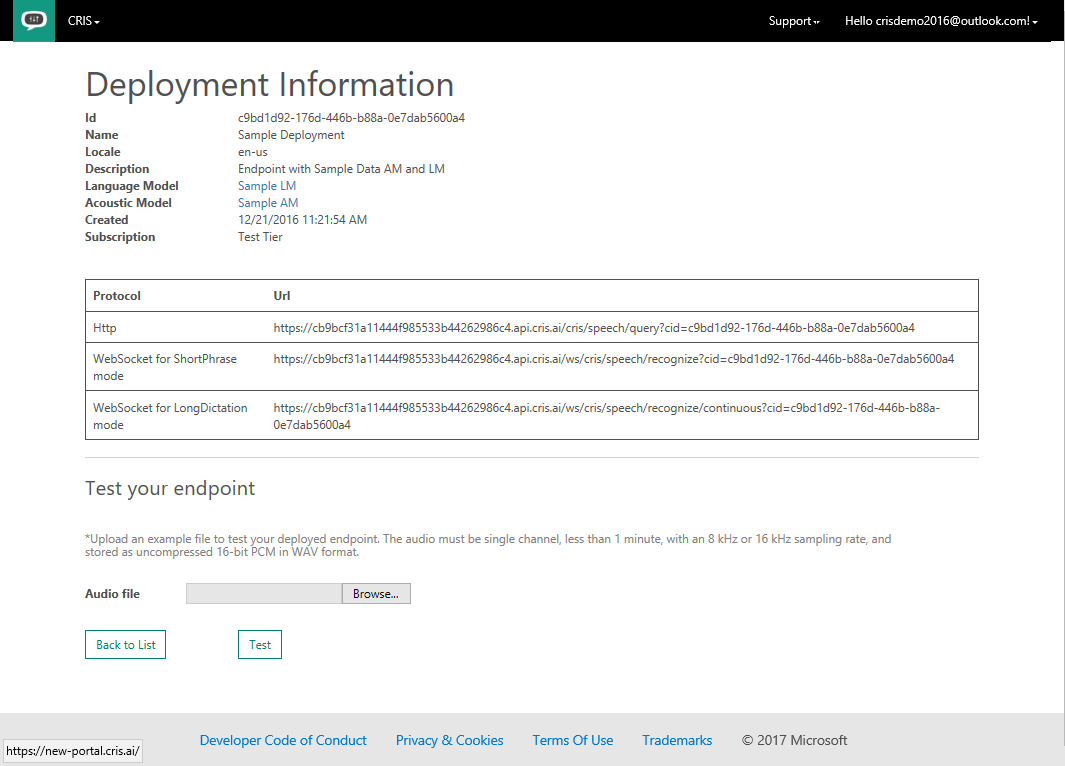 CRIS
Support
Hello crisdemo2016@outlook.com!
Deployment Information
Id c9bd1d92-176d-446b-b88a-0e7dab5600a4
Name Sample Deployment
Locale en-us
Description Endpoint with Sample Data AM and LM
Language Model Sample LM
Acoustic Model Sample AM
Created 12/21/2016 11:21:54 AM
Subscription Test Tier
Protocol Url
Http https://cb9bcf31a11444f985533b44262986c4.api.cris.ai/cris/speech/query?cid=c9bd1d92-176d-446b-b88a-0e7dab5600a4
WebSocket for ShortPhrase https://cb9bcf31a11444f985533b44262986c4.api.cris.ai/ws/cris/speech/recognize?cid=c9bd1d92-176d-446b-b88a-0e7dab5600a4
mode
WebSocket for LongDictation https://cb9bcf31a11444f985533b44262986c4.api.cris.ai/ws/cris/speech/recognize/continuous?cid=c9bd1d92-176d-446b-b88a-
mode 0e7dab5600a4
Test your endpoint
*Upload an example file to test your deployed endpoint. The audio must be single channel, less than 1 minute, with an 8 kHz or 16 kHz sampling rate, and
stored as uncompressed 16-bit PCM in WAV format.
Audio file Browse...
Back to List Test
Developer Code of Conduct Privacy & Cookies Terms Of Use Trademarks © 2017 Microsoft
https://new-portal.cris.ai/